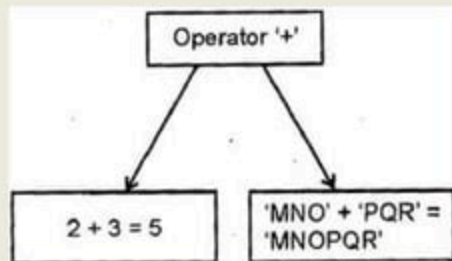 Operator ‘+’
2 + 3 = 5
‘MNO’ + ‘PQR’ =
‘MNOPQR’